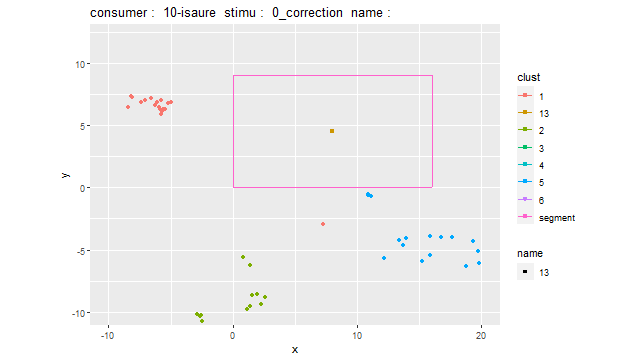 consumer : 10-isaure stimu : 0_correction name :
10
5
0
-5
-10
y
-10
0
10
20
x
clust
1
13
2
3
4
5
6
segment
name
13